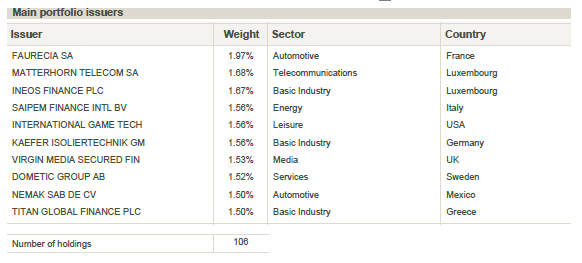 Main portfolio issuers
Issuer Weight Sector Country
FAURECIA SA 1.97% Automotive France
MATTERHORN TELECOM SA 1.68% Telecommunications Luxembourg
INEOS FINANCE PLC 1.67% Basic Industry Luxembourg
SAIPEM FINANCE INTL BV 1.56% Energy Italy
INTERNATIONAL GAME TECH 1.56% Leisure USA
KAEFER ISOLIERTECHNIK GM 1.56% Basic Industry Germany
VIRGIN MEDIA SECURED FIN 1.53% Media UK
DOMETIC GROUP AB 1.52% Services Sweden
NEMAK SAB DE CV 1.50% Automotive Mexico
TITAN GLOBAL FINANCE PLC 1.50% Basic Industry Greece
Number of holdings 106